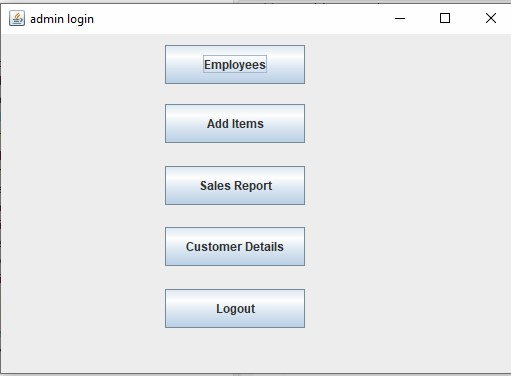 admin login
Employees
Add Items
Sales Report
Customer Details
Logout